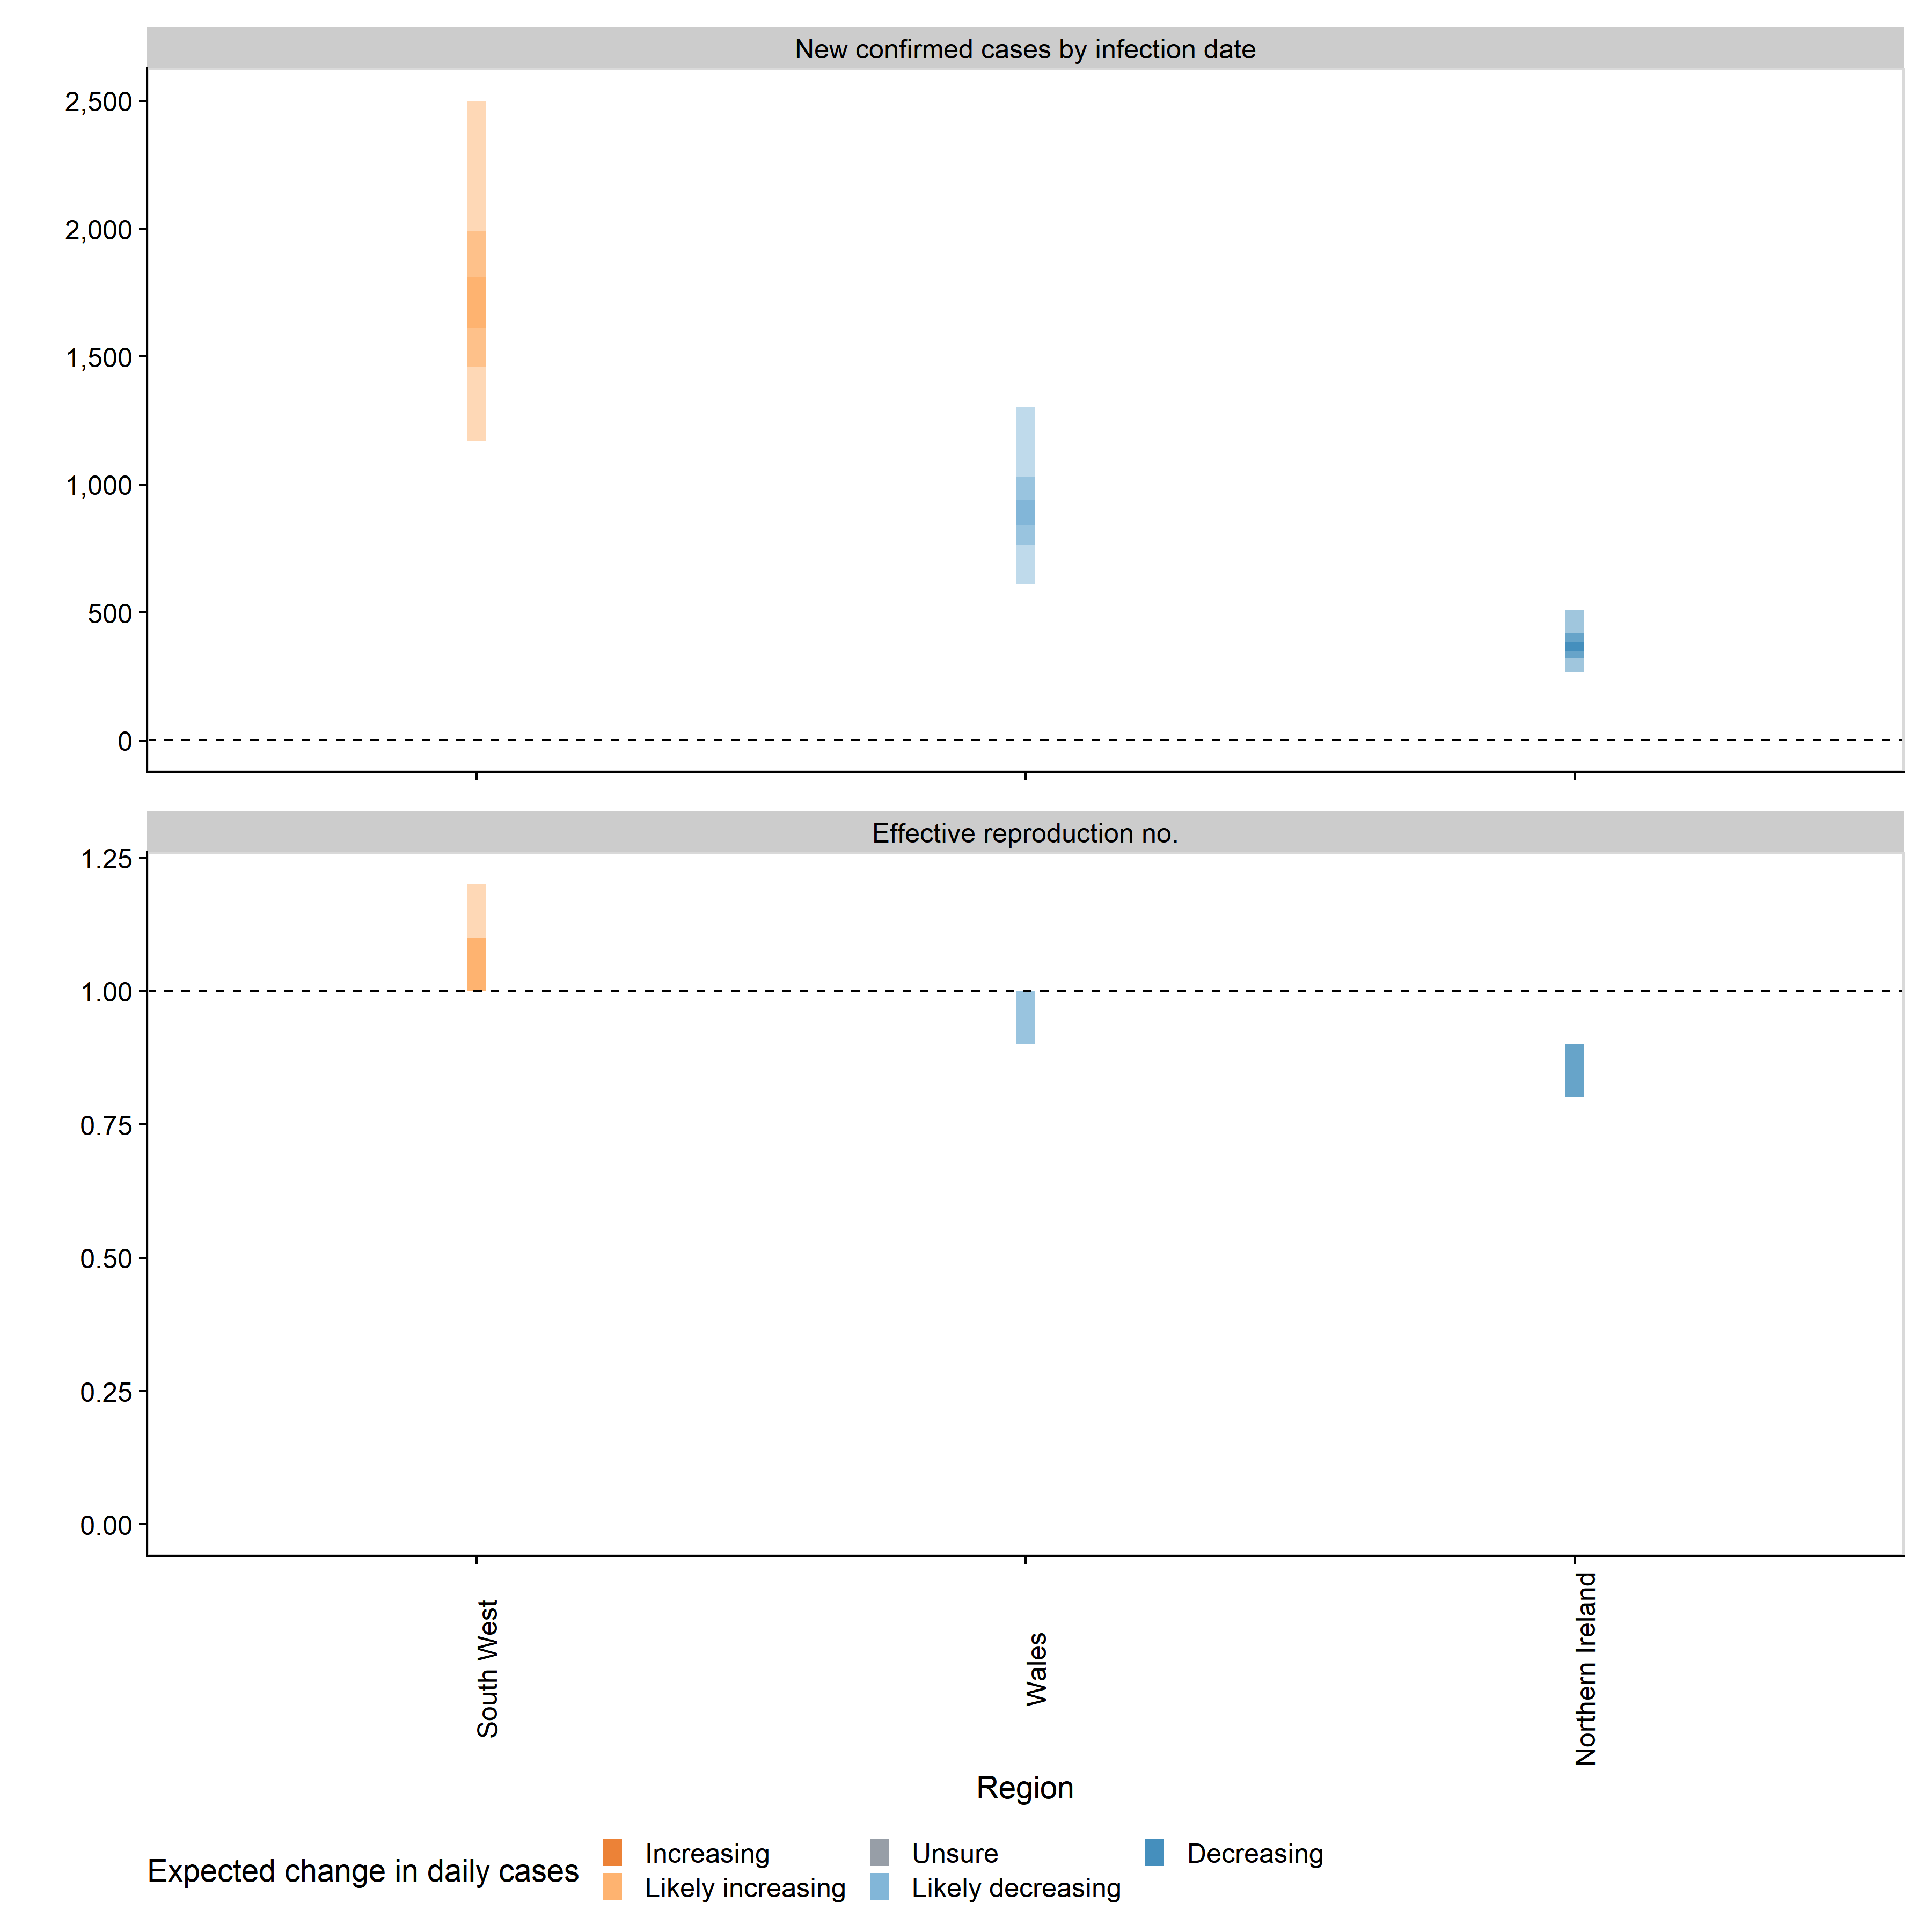 New confirmed cases by infection date
2,500
2,000
1,500
1,000
500
0
Effective reproduction no.
1.25
1.00
0.75
0.50
0.25
0.00
South West
Wales
Northern Ireland
Region
Expected change in daily cases
Increasing
Likely increasing
Unsure
Likely decreasing
Decreasing